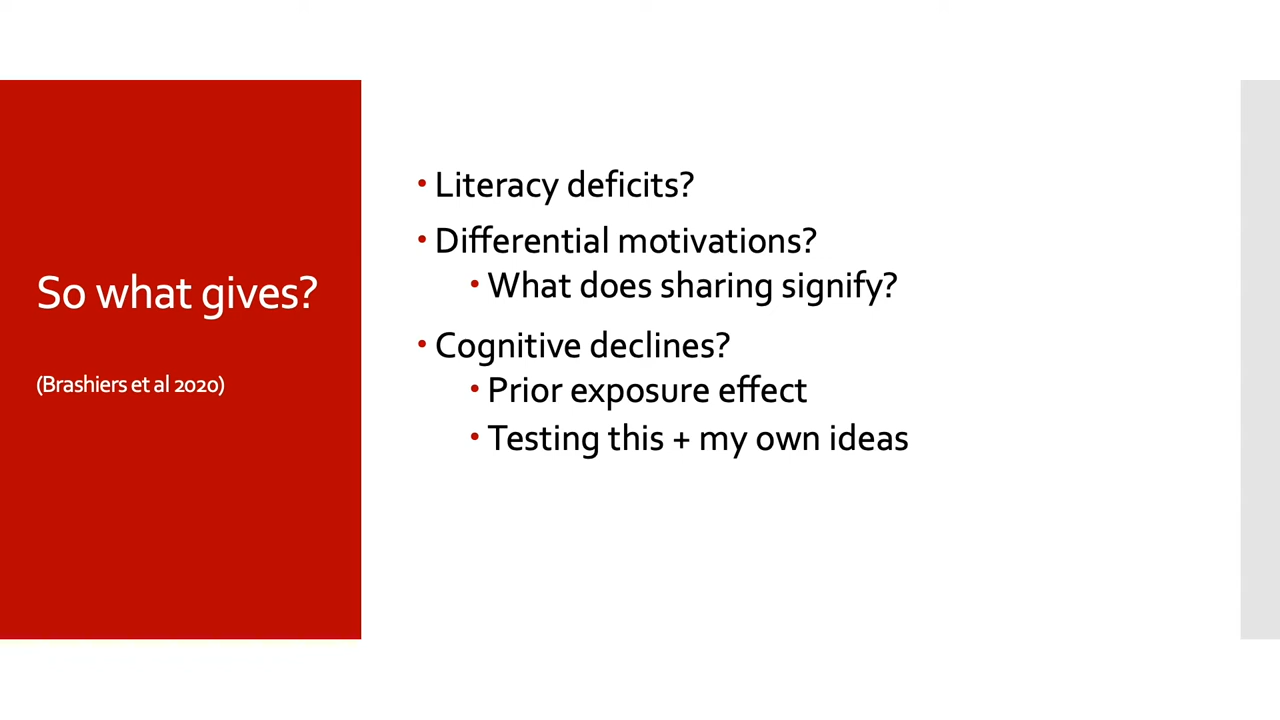 So what gives?
(Brashiers et al 2020)
• Literacy deficits?
• Differential motivations?
• What does sharing signify?
• Cognitive declines?
• Prior exposure effect
• Testing this + my own ideas